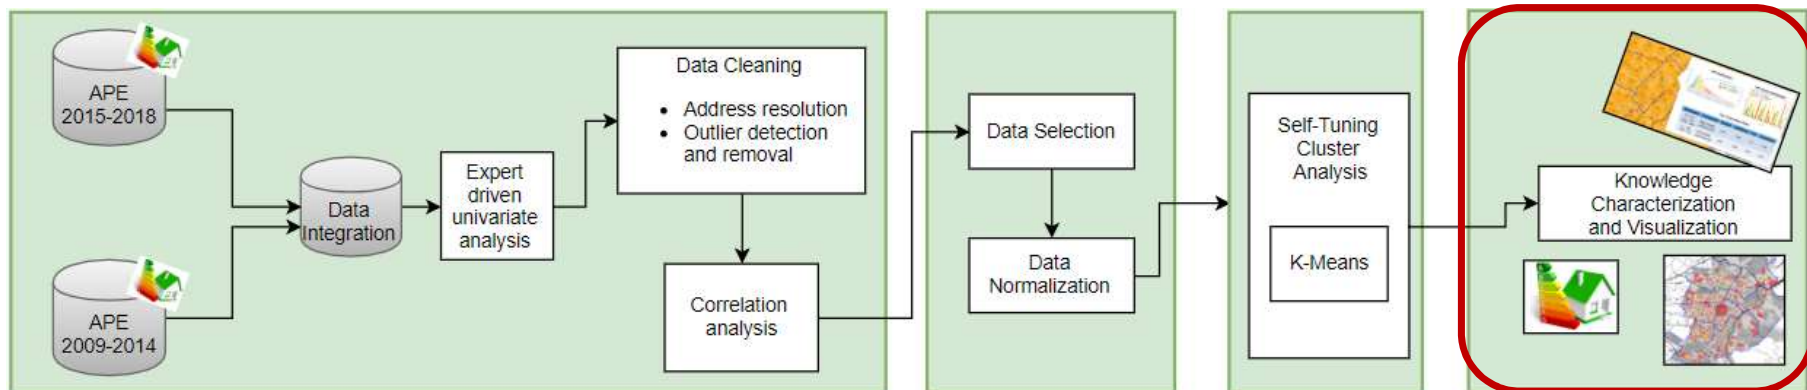 APE
2015-2018
APE
2009-2014
Data
Integration
Expert
driven
univariate
analysis
Data Cleaning
• Address resolution
• Outlier detection
and removal
Correlation
analysis
Data Selection
Data
Normalization
Self-Tuning
Cluster
Analysis
K-Means
Knowledge
Characterization
and Visualization